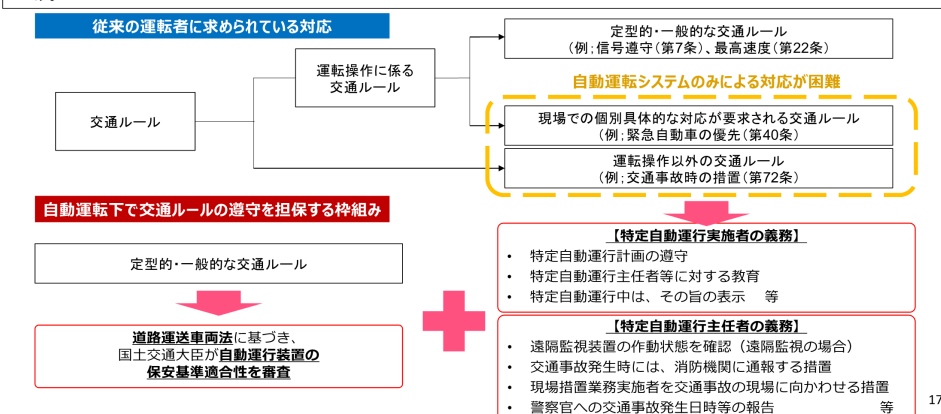 従来の運転者に求められている対応
交通ルール
運転操作に係る
交通ルール
定型的・一般的な交通ルール
（例；信号遵守（第7条）、最高速度（第22条）
自動運転システムのみによる対応が困難
現場での個別具体的な対応が要求される交通ルール
（例；緊急自動車の優先（第40条）
運転操作以外の交通ルール
（例；交通事故時の措置（第72条）
自動運転下で交通ルールの遵守を担保する枠組み
定型的・一般的な交通ルール
道路運送車両法に基づき、
国土交通大臣が自動運行装置の
保安基準適合性を審査
【特定自動運行実施者の義務】
• 特定自動運行計画の遵守
• 特定自動運行主任者等に対する教育
• 特定自動運行中は、その旨の表示 等
【特定自動運行主任者の義務】
• 遠隔監視装置の作動状態を確認（遠隔監視の場合）
• 交通事故発生時には、消防機関に通報する措置
• 現場措置業務実施者を交通事故の現場に向かわせる措置
• 警察官への交通事故発生日時等の報告 等
17